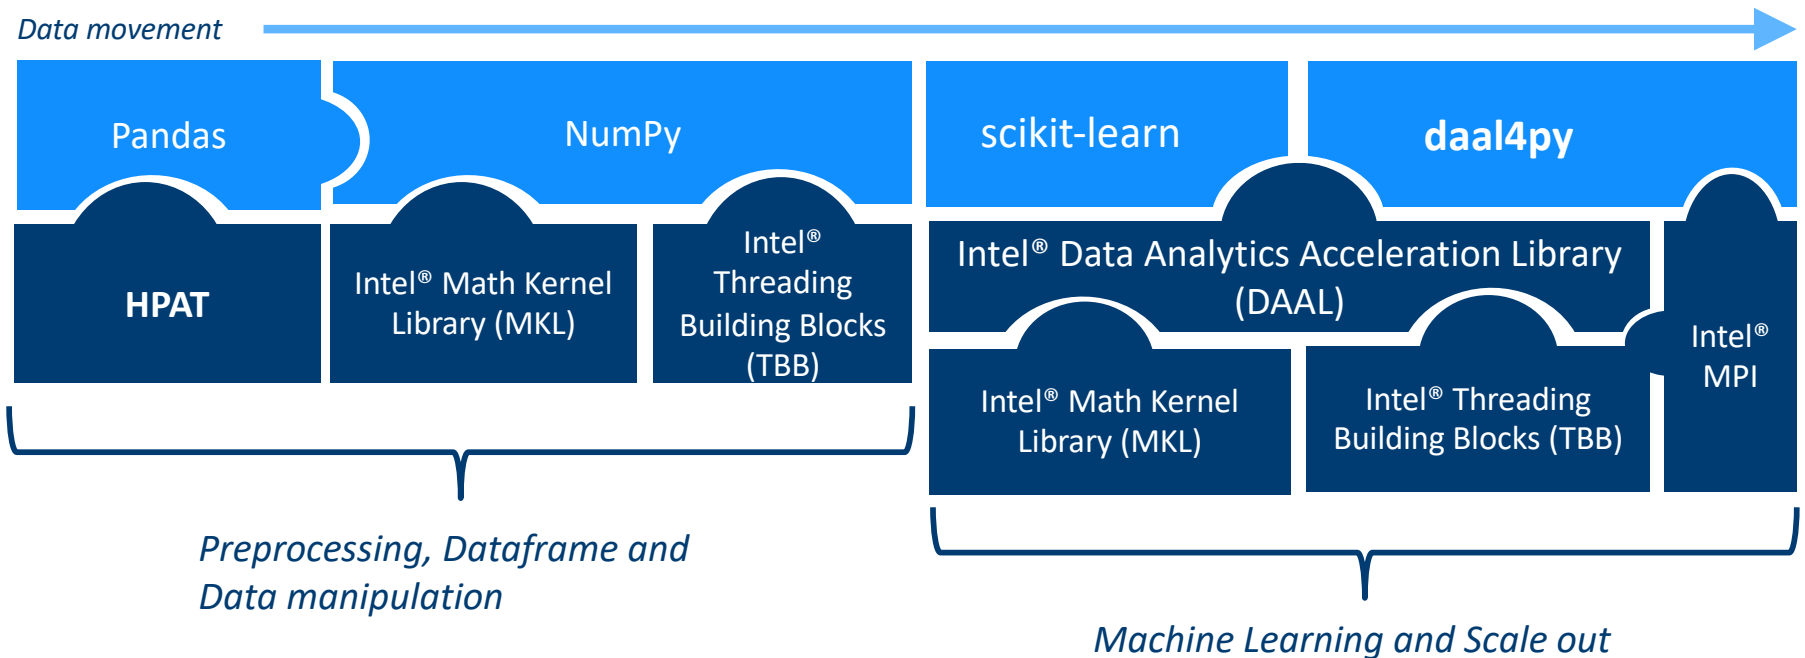 Data movement
Pandas
NumPy
scikit-learn
daal4py
HPAT
Intel® Math Kernel
Library (MKL)
Intel®
Threading
Building Blocks
(TBB)
Intel® Data Analytics Acceleration Library
(DAAL)
Intel® Math Kernel
Library (MKL)
Intel® Threading
Building Blocks (TBB)
Intel®
MPI
Preprocessing, Dataframe and
Data manipulation
Machine Learning and Scale out